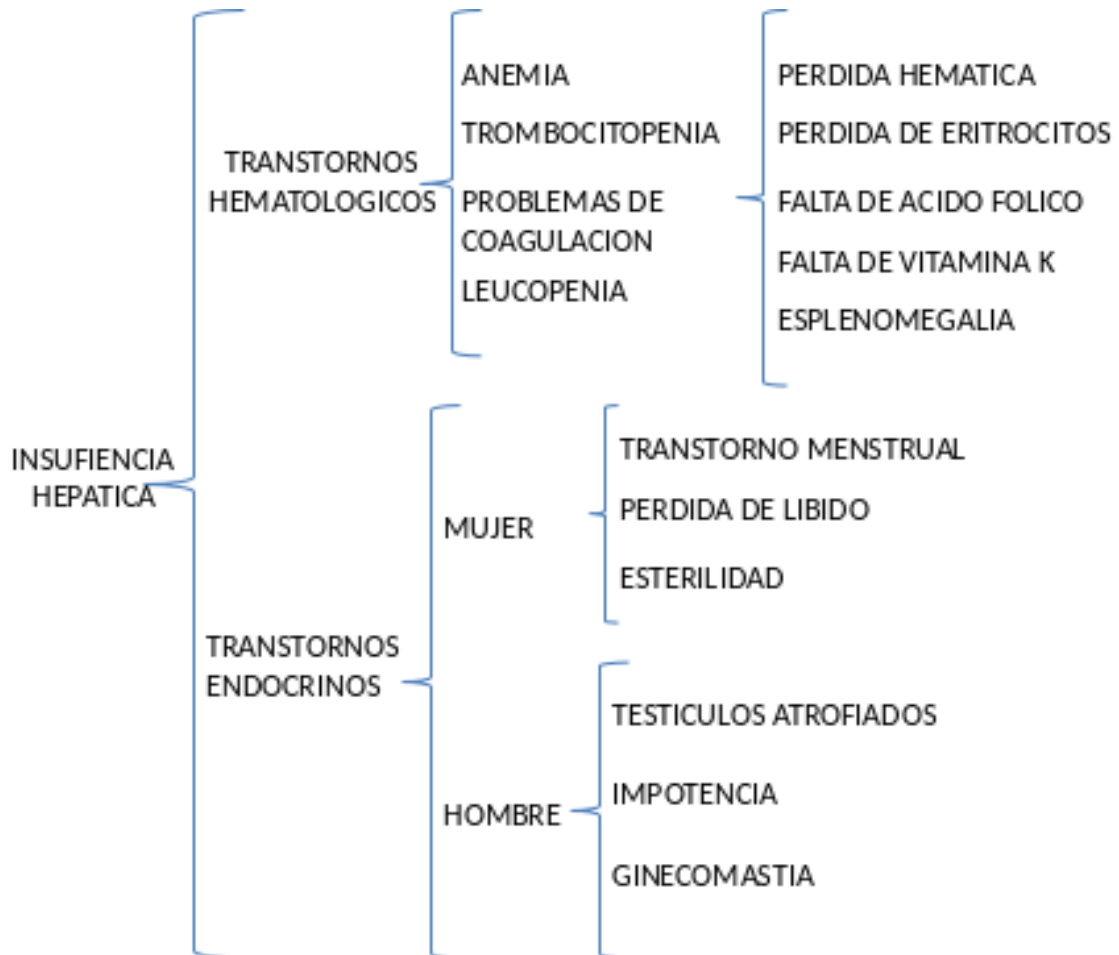 INSUFIENCIA
HEPATICA
TRANSTORNOS
HEMATOLOGICOS
ANEMIA
TROMBOCITOPENIA
PROBLEMAS DE
COAGULACION
LEUCOPENIA
PERDIDA HEMATICA
PERDIDA DE ERITROCITOS
FALTA DE ACIDO FOLICO
FALTA DE VITAMINA K
ESPLENOMEGALIA
TRANSTORNOS
ENDOCRINOS
MUJER
TRANSTORNO MENSTRUAL
PERDIDA DE LIBIDO
ESTERILIDAD
HOMBRE
TESTICULOS ATROFIADOS
IMPOTENCIA
GINECOMASTIA